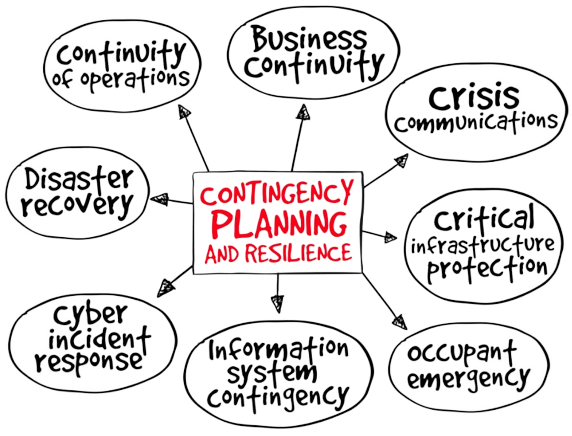 Continuity
of operations
Business
continuity
crisis
communications
Disaster
recovery
CONTINGENCY
PLANNING
AND RESILIENCE
critical
infrastructure
protection
cyber
incident
response
Information
system
contingency
occupant
emergency